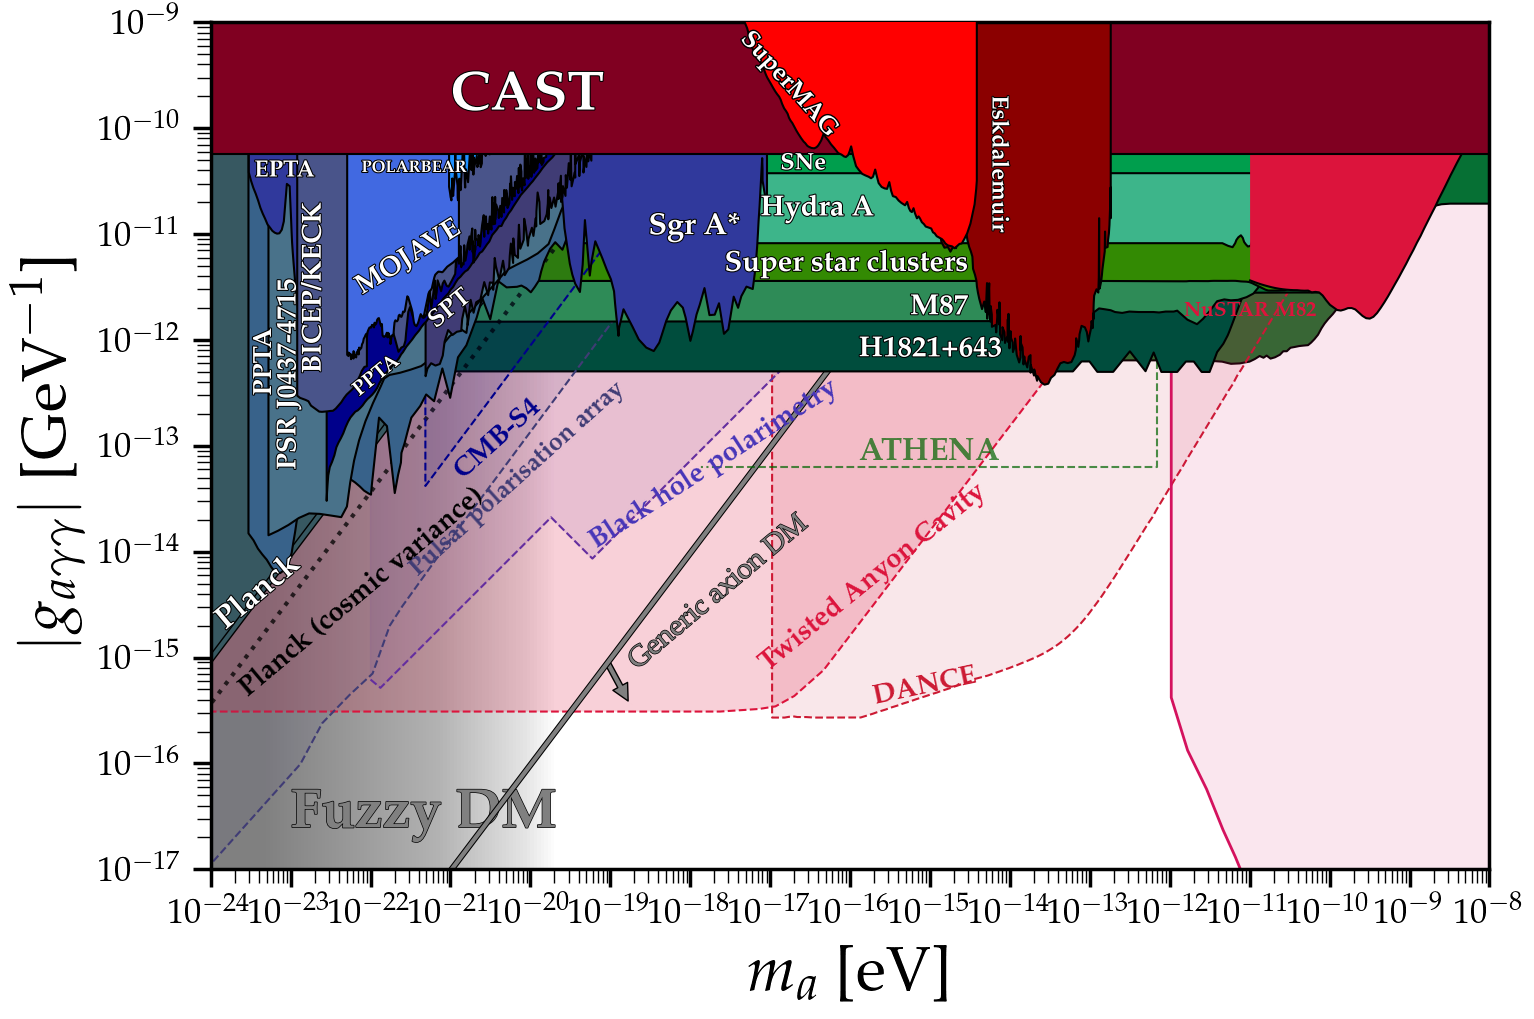 10⁻⁹
10⁻¹⁰
10⁻¹¹
10⁻¹²
10⁻¹³
10⁻¹⁴
10⁻¹⁵
10⁻¹⁶
10⁻¹⁷
|gₐᵧᵧ| [GeV⁻¹]
CAST
SuperMAG
Eskdalemuir
EPTA
POLARBEAR
SNe
Hydra A
Sgr A*
MOJAVE
BICEP/KECK
PSR J0437-4715
PPTA
Super star clusters
SPT
M87
NuSTAR M82
H1821+643
PPTA
CMB-S4
Pulsar polarisation array
Black hole polarimetry
ATHENA
Planck
Planck (cosmic variance)
Twisted Anyon Cavity
Generic axion DM
DANCE
Fuzzy DM
10⁻²⁴ 10⁻²³ 10⁻²² 10⁻²¹ 10⁻²⁰ 10⁻¹⁹ 10⁻¹⁸ 10⁻¹⁷ 10⁻¹⁶ 10⁻¹⁵ 10⁻¹⁴ 10⁻¹³ 10⁻¹² 10⁻¹¹ 10⁻¹⁰ 10⁻⁹ 10⁻⁸
mₐ [eV]